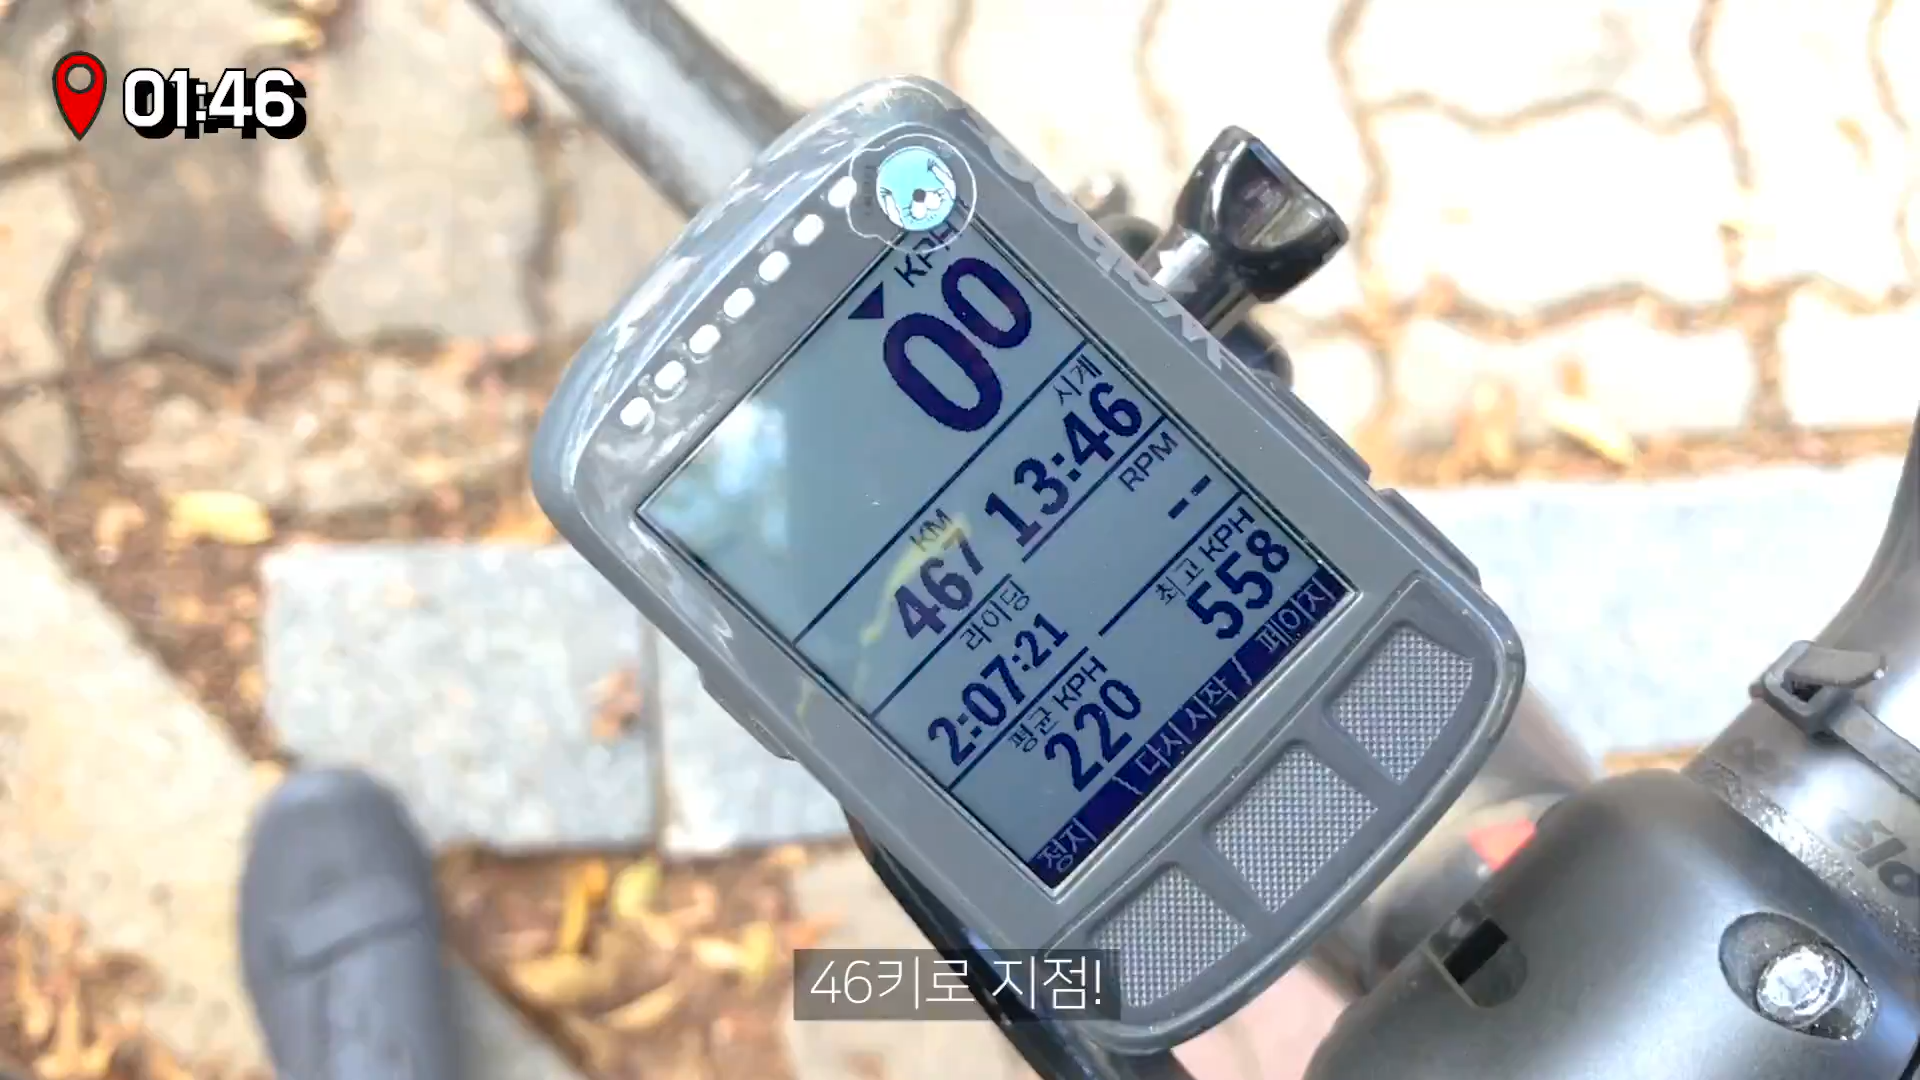 01:46
KPH
00
시계
13:46
KM
467
RPM
--
라이딩
2:07:21
최고 KPH
558
평균 KPH
220
정지 \ 다시 시작 / 페이지
wahoo
46키로 지점!